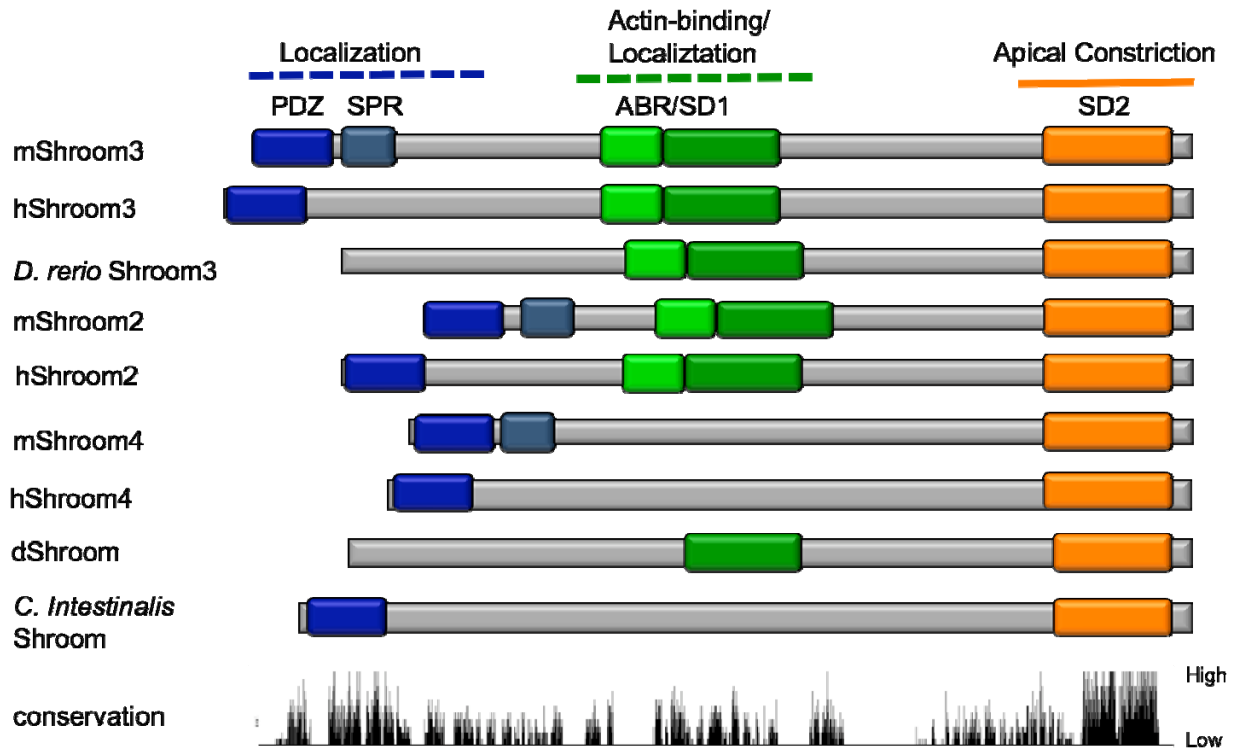 Actin-binding/
Localization
Localiztation
Apical Constriction
PDZ SPR ABR/SD1 SD2
mShroom3
hShroom3
D. rerio Shroom3
mShroom2
hShroom2
mShroom4
hShroom4
dShroom
C. Intestinalis
Shroom
High
conservation
Low